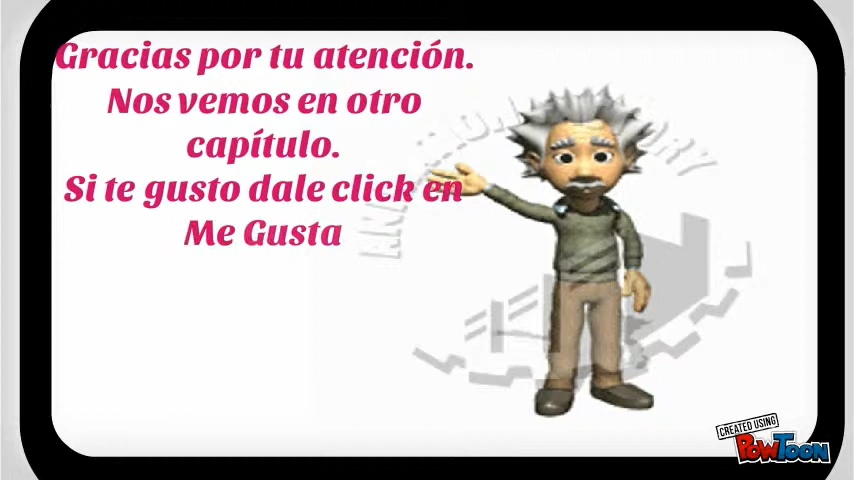 Gracias por tu atención.
Nos vemos en otro
capítulo.
Si te gusto dale click en
Me Gusta
CREATED USING
POWTOON